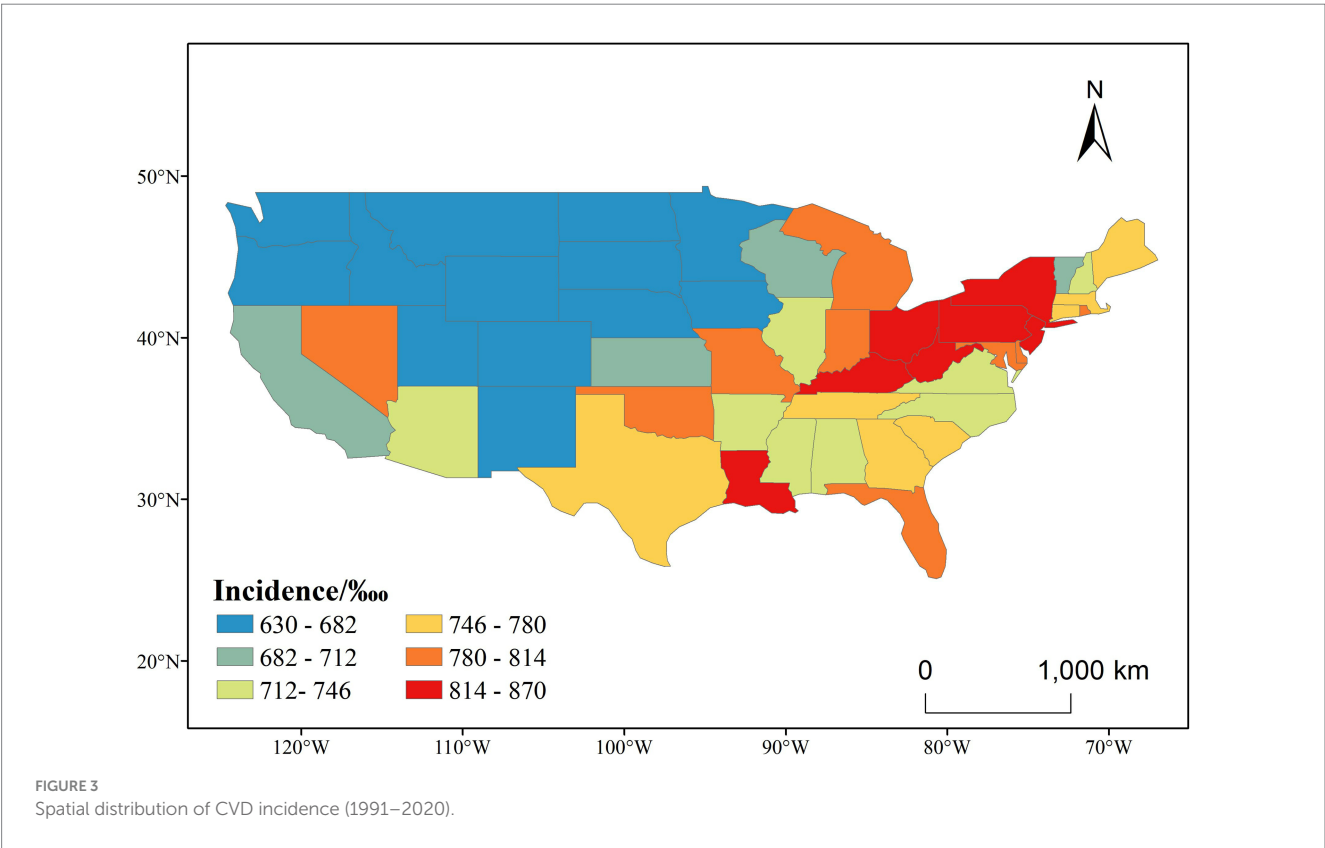 N
50°N
40°N
30°N
20°N
Incidence/‱
630 - 682
746 - 780
682 - 712
780 - 814
712- 746
814 - 870
0 1,000 km
120°W 110°W 100°W 90°W 80°W 70°W
FIGURE 3
Spatial distribution of CVD incidence (1991–2020).